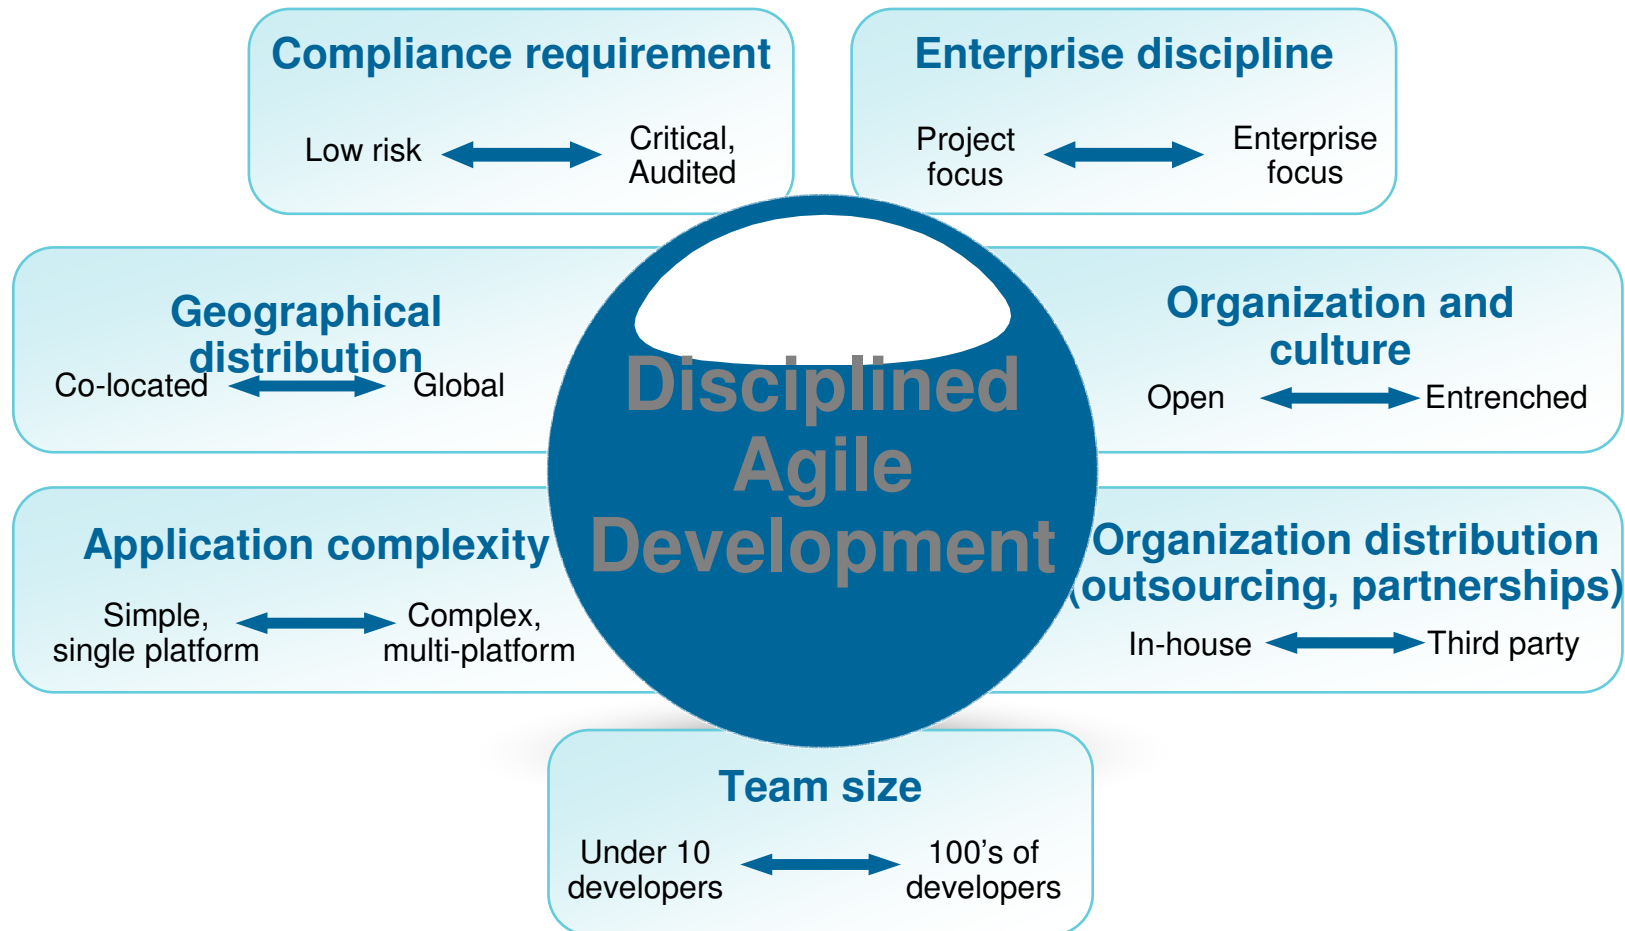 Compliance requirement
Low risk
Critical,
Audited
Enterprise discipline
Project
focus
Enterprise
focus
Geographical
distribution
Co-located
Global
Organization and
culture
Open
Entrenched
Disciplined
Agile
Development
Application complexity
Simple,
single platform
Complex,
multi-platform
Organization distribution
(outsourcing, partnerships)
In-house
Third party
Team size
Under 10
developers
100's of
developers